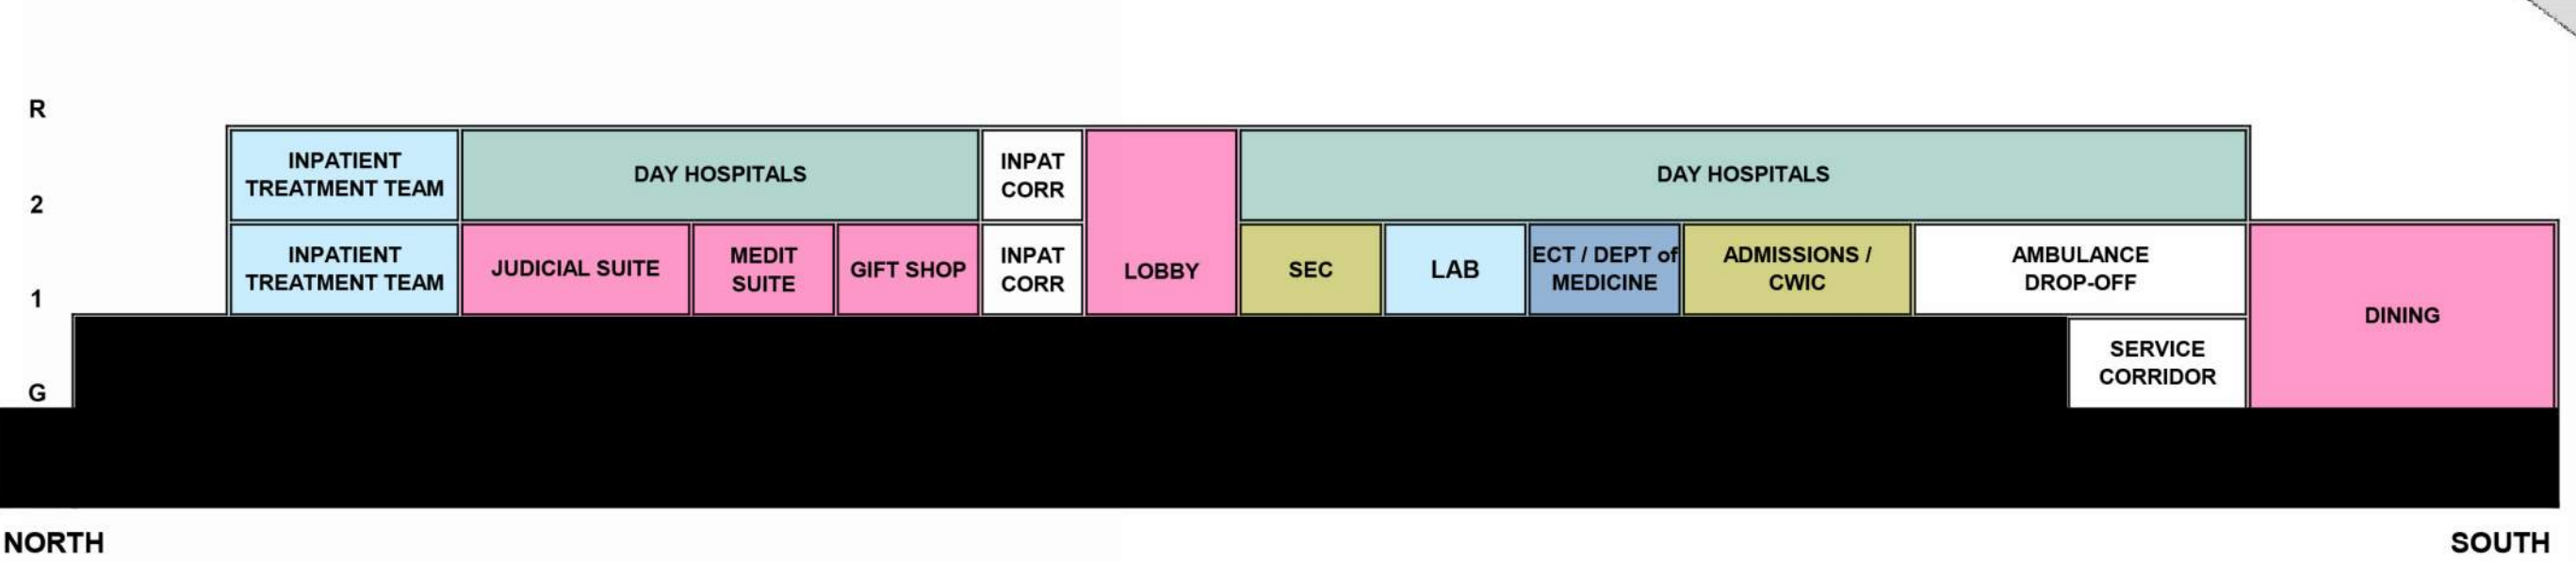 R
INPATIENT
TREATMENT TEAM
DAY HOSPITALS
INPAT
CORR
DAY HOSPITALS
2
INPATIENT
TREATMENT TEAM
JUDICIAL SUITE
MEDIT
SUITE
GIFT SHOP
INPAT
CORR
LOBBY
SEC
LAB
ECT / DEPT of
MEDICINE
ADMISSIONS /
CWIC
AMBULANCE
DROP-OFF
1
DINING
SERVICE
CORRIDOR
G
NORTH
SOUTH